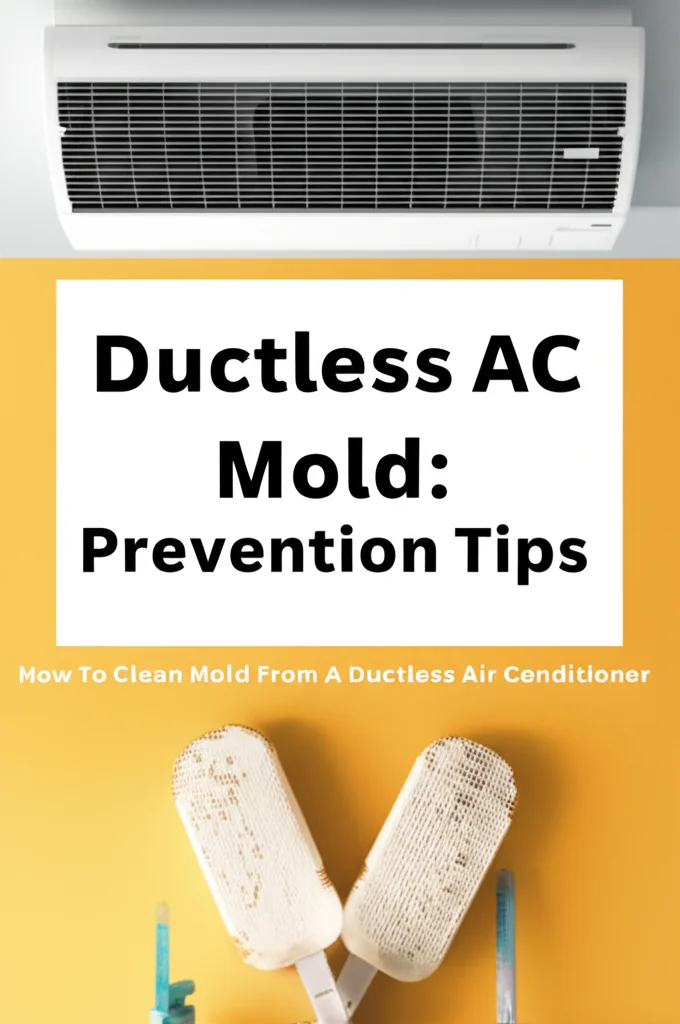 Ductless AC
Mold:
Prevention Tips
Mow To Clean Mold From A Ductless Air Cenditioner